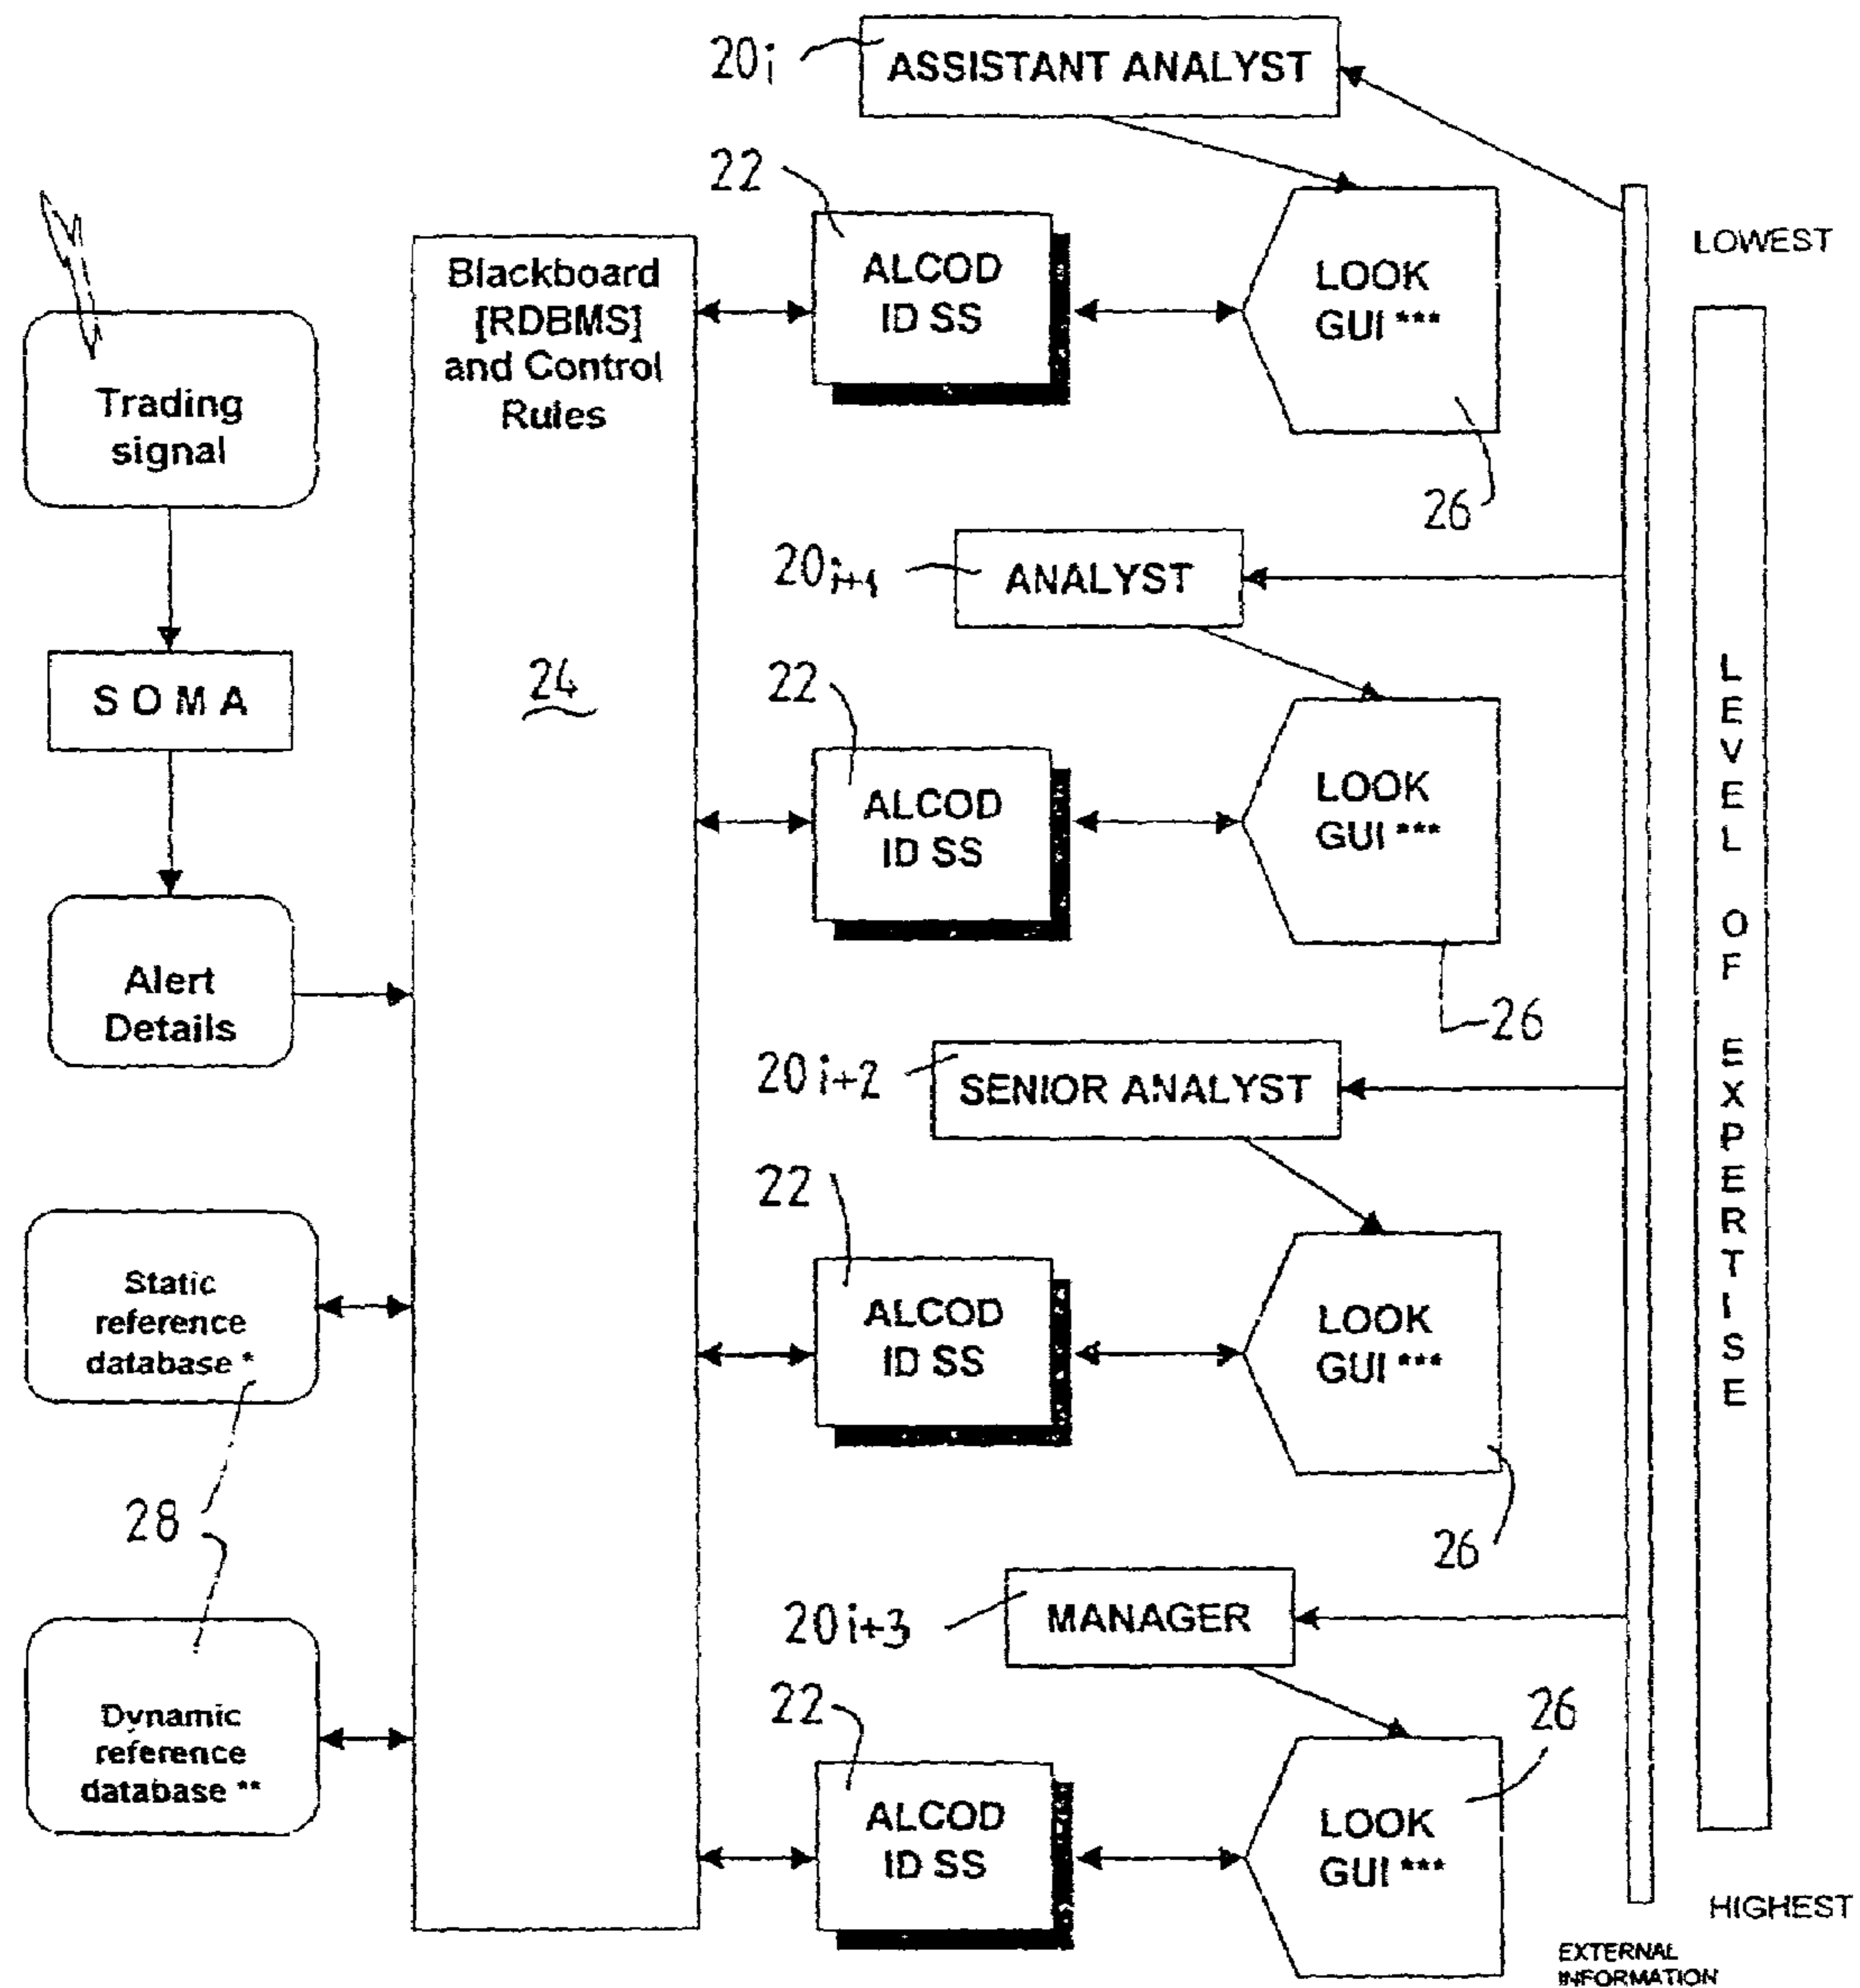 20i
ASSISTANT ANALYST
22
LOWEST
Blackboard
[RDBMS]
and Control
Rules
ALCOD
ID SS
LOOK
GUI ***
Trading
signal
26
20i+1
ANALYST
24
22
SOMA
ALCOD
ID SS
LOOK
GUI ***
LEVEL OF EXPERTISE
Alert
Details
26
20i+2
SENIOR ANALYST
22
Static
reference
database *
ALCOD
ID SS
LOOK
GUI ***
28
26
20i+3
MANAGER
22
26
Dynamic
reference
database **
ALCOD
ID SS
LOOK
GUI ***
HIGHEST
EXTERNAL
INFORMATION